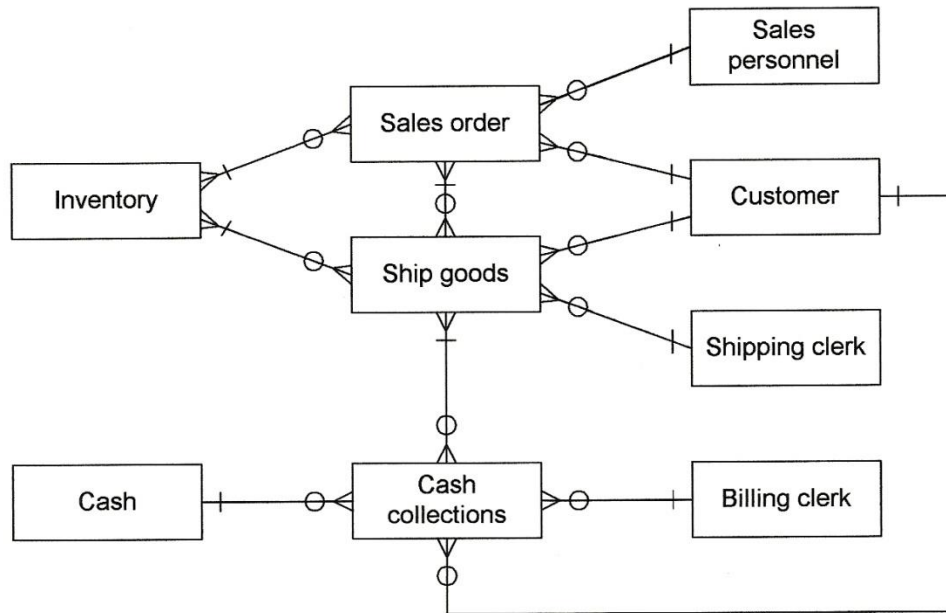 Sales
personnel
Sales order
Inventory
Customer
Ship goods
Shipping clerk
Cash
Cash
collections
Billing clerk